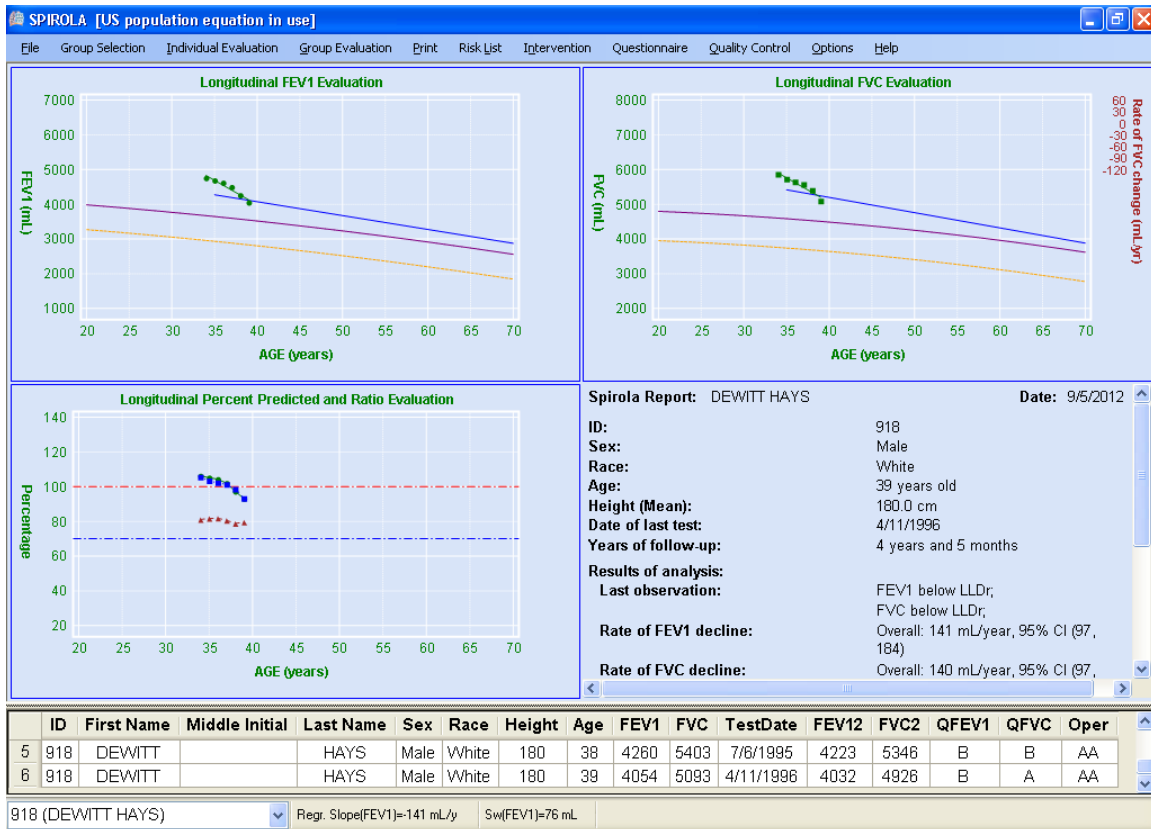 SPIROLA [US population equation in use]
File Group Selection Individual Evaluation Group Evaluation Print Risk List Intervention Questionnaire Quality Control Options Help
Longitudinal FEV1 Evaluation
7000
6000
5000
4000
3000
2000
1000
FEV1 (mL)
20 25 30 35 40 45 50 55 60 65 70
AGE (years)
Longitudinal FVC Evaluation
8000
7000
6000
5000
4000
3000
2000
FVC (mL)
60
30
0
-30
-60
-90
-120
Rate of FVC change (mL/yr)
20 25 30 35 40 45 50 55 60 65 70
AGE (years)
Longitudinal Percent Predicted and Ratio Evaluation
140
120
100
80
60
40
20
Percentage
20 25 30 35 40 45 50 55 60 65 70
AGE (years)
Spirola Report: DEWITT HAYS Date: 9/5/2012
ID: 918
Sex: Male
Race: White
Age: 39 years old
Height (Mean): 180.0 cm
Date of last test: 4/11/1996
Years of follow-up: 4 years and 5 months
Results of analysis:
Last observation: FEV1 below LLDr;
FVC below LLDr;
Rate of FEV1 decline: Overall: 141 mL/year, 95% CI (97,
184)
Rate of FVC decline: Overall: 140 mL/year, 95% CI (97,
ID First Name Middle Initial Last Name Sex Race Height Age FEV1 FVC TestDate FEV12 FVC2 QFEV1 QFVC Oper
5 918 DEWITT HAYS Male White 180 38 4260 5403 7/6/1995 4223 5346 B B AA
6 918 DEWITT HAYS Male White 180 39 4054 5093 4/11/1996 4032 4926 B A AA
918 (DEWITT HAYS) Regr. Slope(FEV1)=-141 mL/y Sw(FEV1)=76 mL